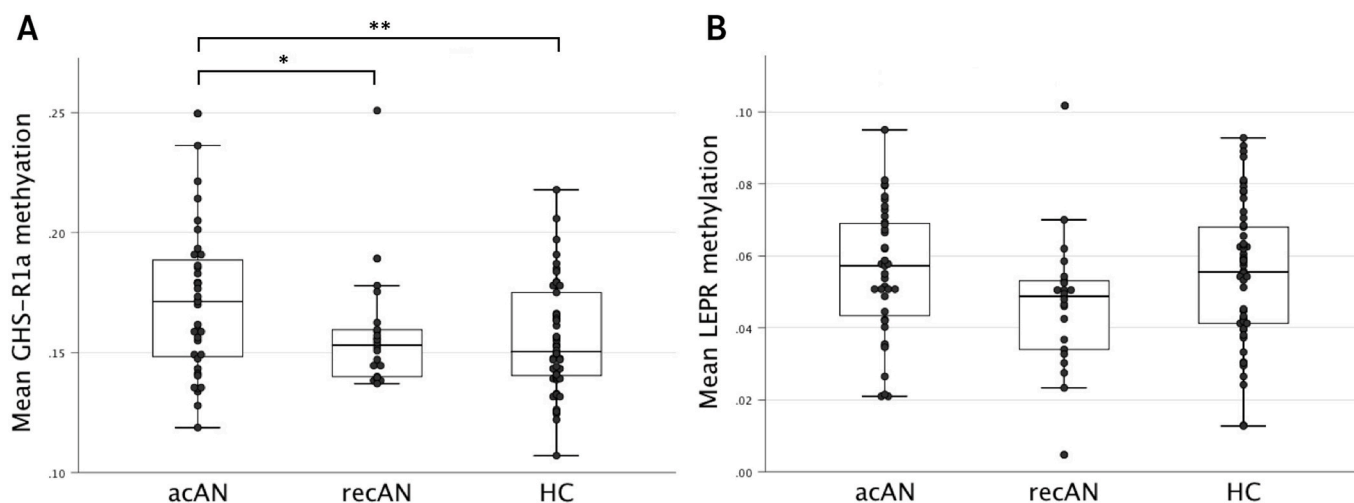 A
**
*
Mean GHS-R1a methyation
.25
.20
.15
.10
acAN
recAN
HC
B
Mean LEPR methylation
.10
.08
.06
.04
.02
.00
acAN
recAN
HC